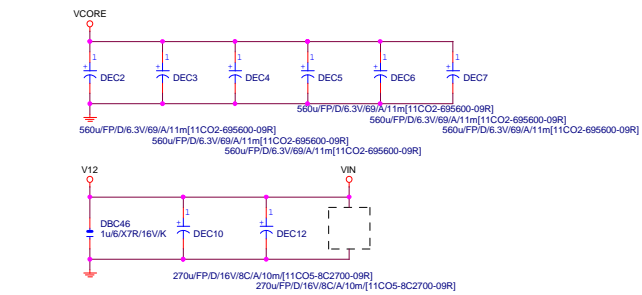 VCORE
1 1 1 1 1 1
+ + + + + +
DEC2 DEC3 DEC4 DEC5 DEC6 DEC7
560u/FP/D/6.3V/69/A/11m[11CO2-695600-09R]
560u/FP/D/6.3V/69/A/11m[11CO2-695600-09R]
560u/FP/D/6.3V/69/A/11m[11CO2-695600-09R]
560u/FP/D/6.3V/69/A/11m[11CO2-695600-09R]
560u/FP/D/6.3V/69/A/11m[11CO2-695600-09R]
560u/FP/D/6.3V/69/A/11m[11CO2-695600-09R]
V12 VIN
1 1
+ +
DBC46
1u/6/X7R/16V/K
DEC10 DEC12
270u/FP/D/16V/8C/A/10m/[11CO5-8C2700-09R]
270u/FP/D/16V/8C/A/10m/[11CO5-8C2700-09R]